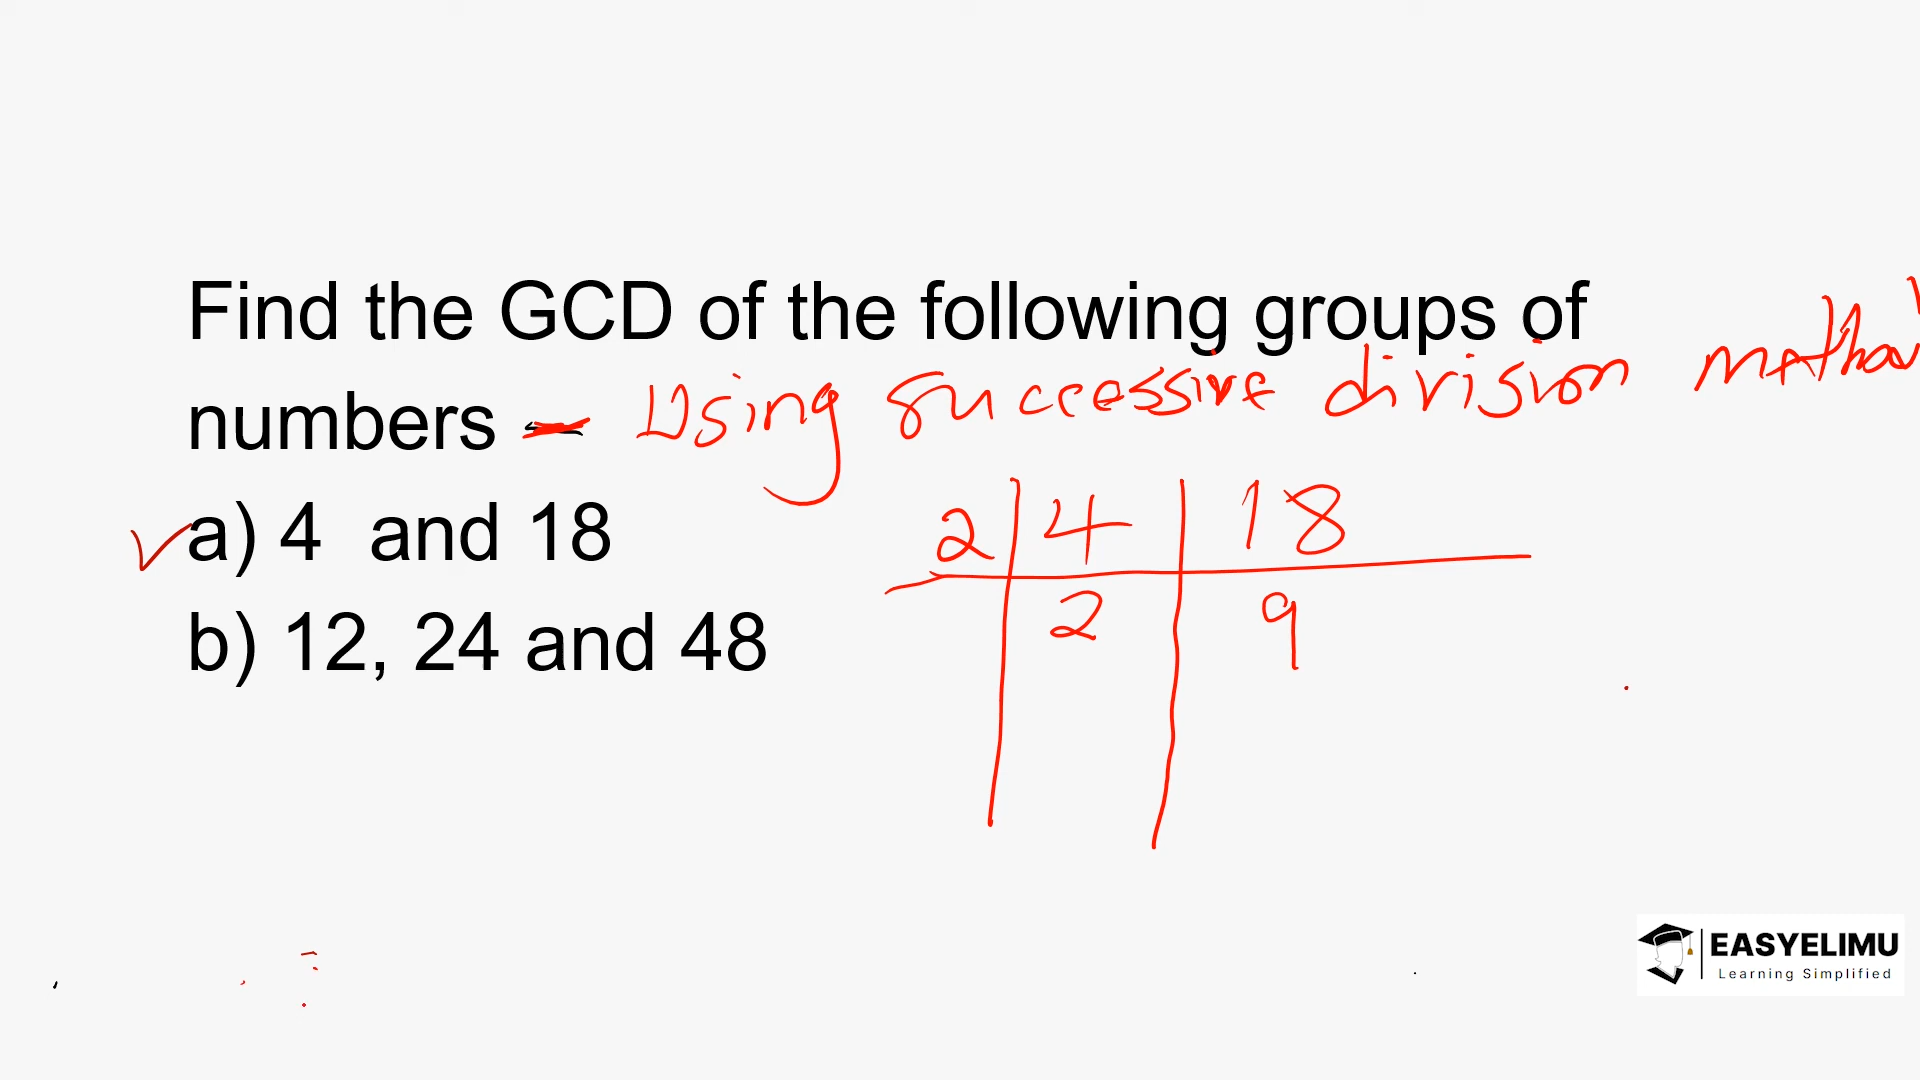 Find the GCD of the following groups of
numbers - Using successive division method
a) 4 and 18
b) 12, 24 and 48
2 4 18
2 9
EASYELIMU
Learning Simplified